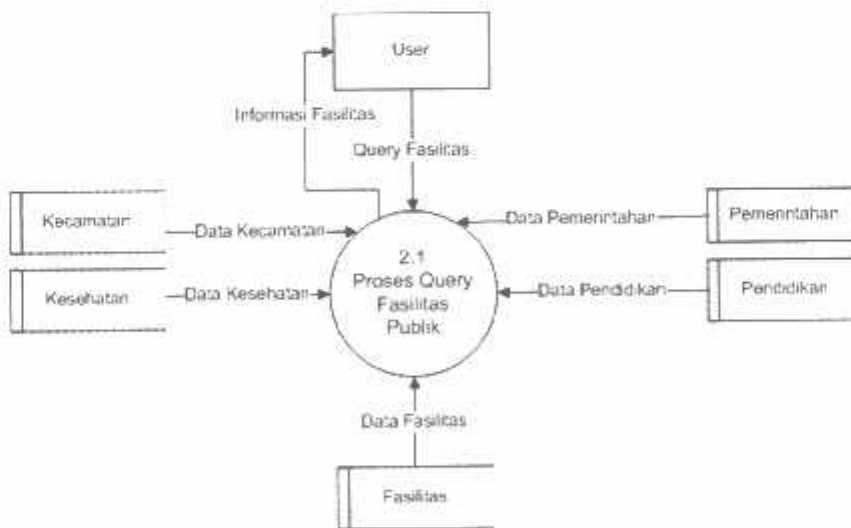 User
Informasi Fasilitas
Query Fasilitas
Kecamatan
Data Kecamatan
Data Pemerintahan
Pemerintahan
2.1
Proses Query
Fasilitas
Publik
Kesehatan
Data Kesehatan
Data Pendidikan
Pendidikan
Data Fasilitas
Fasilitas